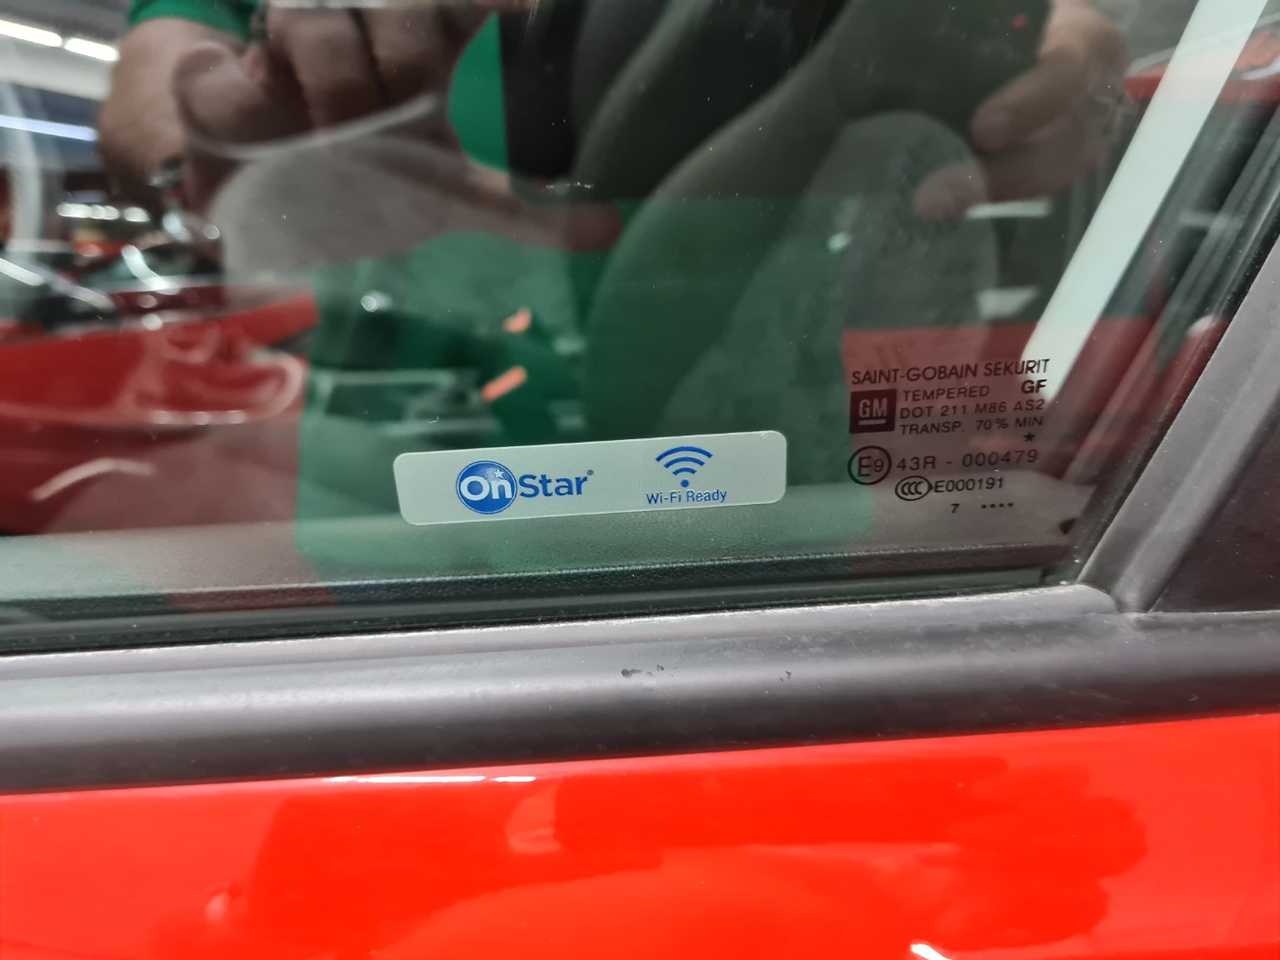 OnStar®
Wi-Fi Ready
SAINT-GOBAIN SEKURIT
GM TEMPERED GF
DOT 211 M86 AS2
TRANSP. 70% MIN
E9 43R - 000479
CCC E000191
7 ····